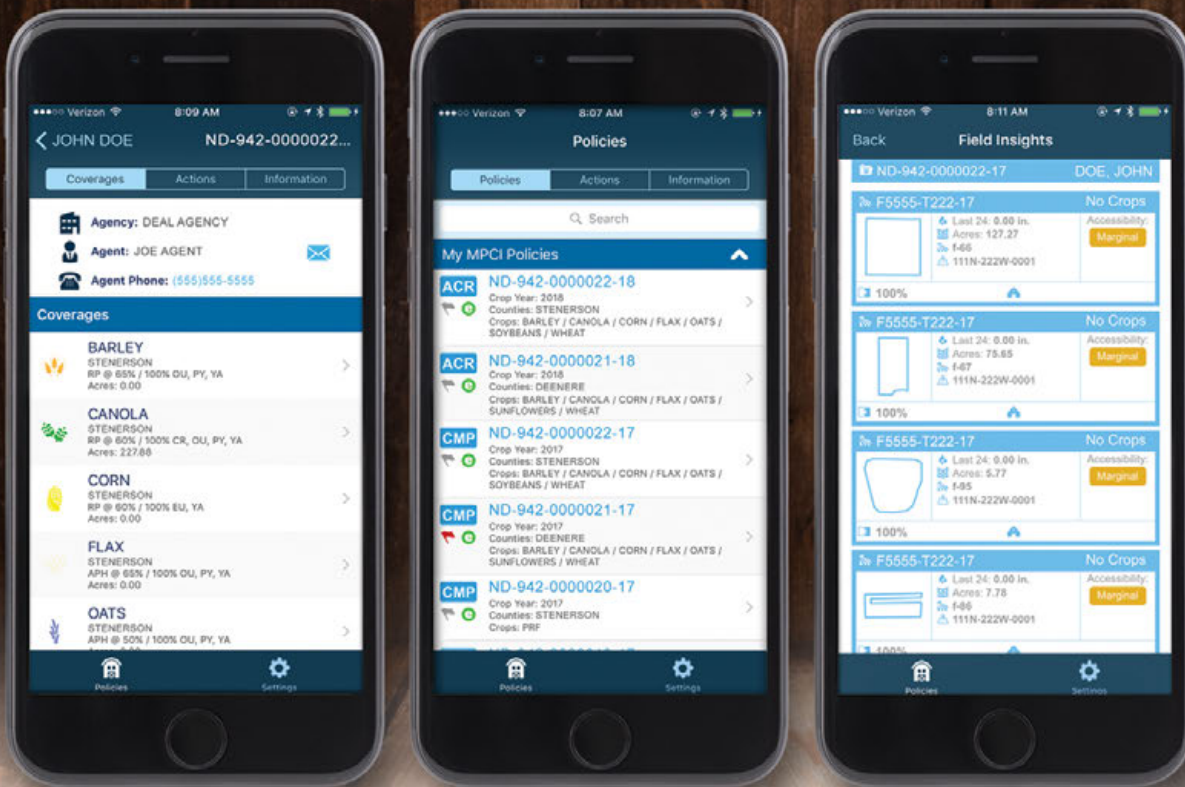 Verizon 8:09 AM
JOHN DOE ND-942-0000022...
Coverages Actions Information
Agency: DEAL AGENCY
Agent: JOE AGENT
Agent Phone: (555)555-5555
Coverages
BARLEY
STENERSON
RP @ 65% / 100% OU, PY, YA
Acres: 0.00
CANOLA
STENERSON
RP @ 60% / 100% CR, OU, PY, YA
Acres: 227.88
CORN
STENERSON
RP @ 60% / 100% EU, YA
Acres: 0.00
FLAX
STENERSON
APH @ 65% / 100% OU, PY, YA
Acres: 0.00
OATS
STENERSON
APH @ 50% / 100% OU, PY, YA
Policies Settings
Verizon 8:07 AM
Policies
Policies Actions Information
Search
My MPCI Policies
ACR ND-942-0000022-18
Crop Year: 2018
Counties: STENERSON
Crops: BARLEY / CANOLA / CORN / FLAX / OATS /
SOYBEANS / WHEAT
ACR ND-942-0000021-18
Crop Year: 2018
Counties: DEENERE
Crops: BARLEY / CANOLA / CORN / FLAX / OATS /
SUNFLOWERS / WHEAT
CMP ND-942-0000022-17
Crop Year: 2017
Counties: STENERSON
Crops: BARLEY / CANOLA / CORN / FLAX / OATS /
SOYBEANS / WHEAT
CMP ND-942-0000021-17
Crop Year: 2017
Counties: DEENERE
Crops: BARLEY / CANOLA / CORN / FLAX / OATS /
SUNFLOWERS / WHEAT
CMP ND-942-0000020-17
Crop Year: 2017
Counties: STENERSON
Crops: PRF
Policies Settings
Verizon 8:11 AM
Back Field Insights
ND-942-0000022-17 DOE, JOHN
F5555-T222-17 No Crops
Last 24: 0.00 in. Accessibility:
Acres: 127.27 Marginal
f-66
111N-222W-0001
100%
F5555-T222-17 No Crops
Last 24: 0.00 in. Accessibility:
Acres: 75.65 Marginal
f-67
111N-222W-0001
100%
F5555-T222-17 No Crops
Last 24: 0.00 in. Accessibility:
Acres: 5.77 Marginal
f-95
111N-222W-0001
100%
F5555-T222-17 No Crops
Last 24: 0.00 in. Accessibility:
Acres: 7.78 Marginal
f-86
111N-222W-0001
100%
Policies Settings